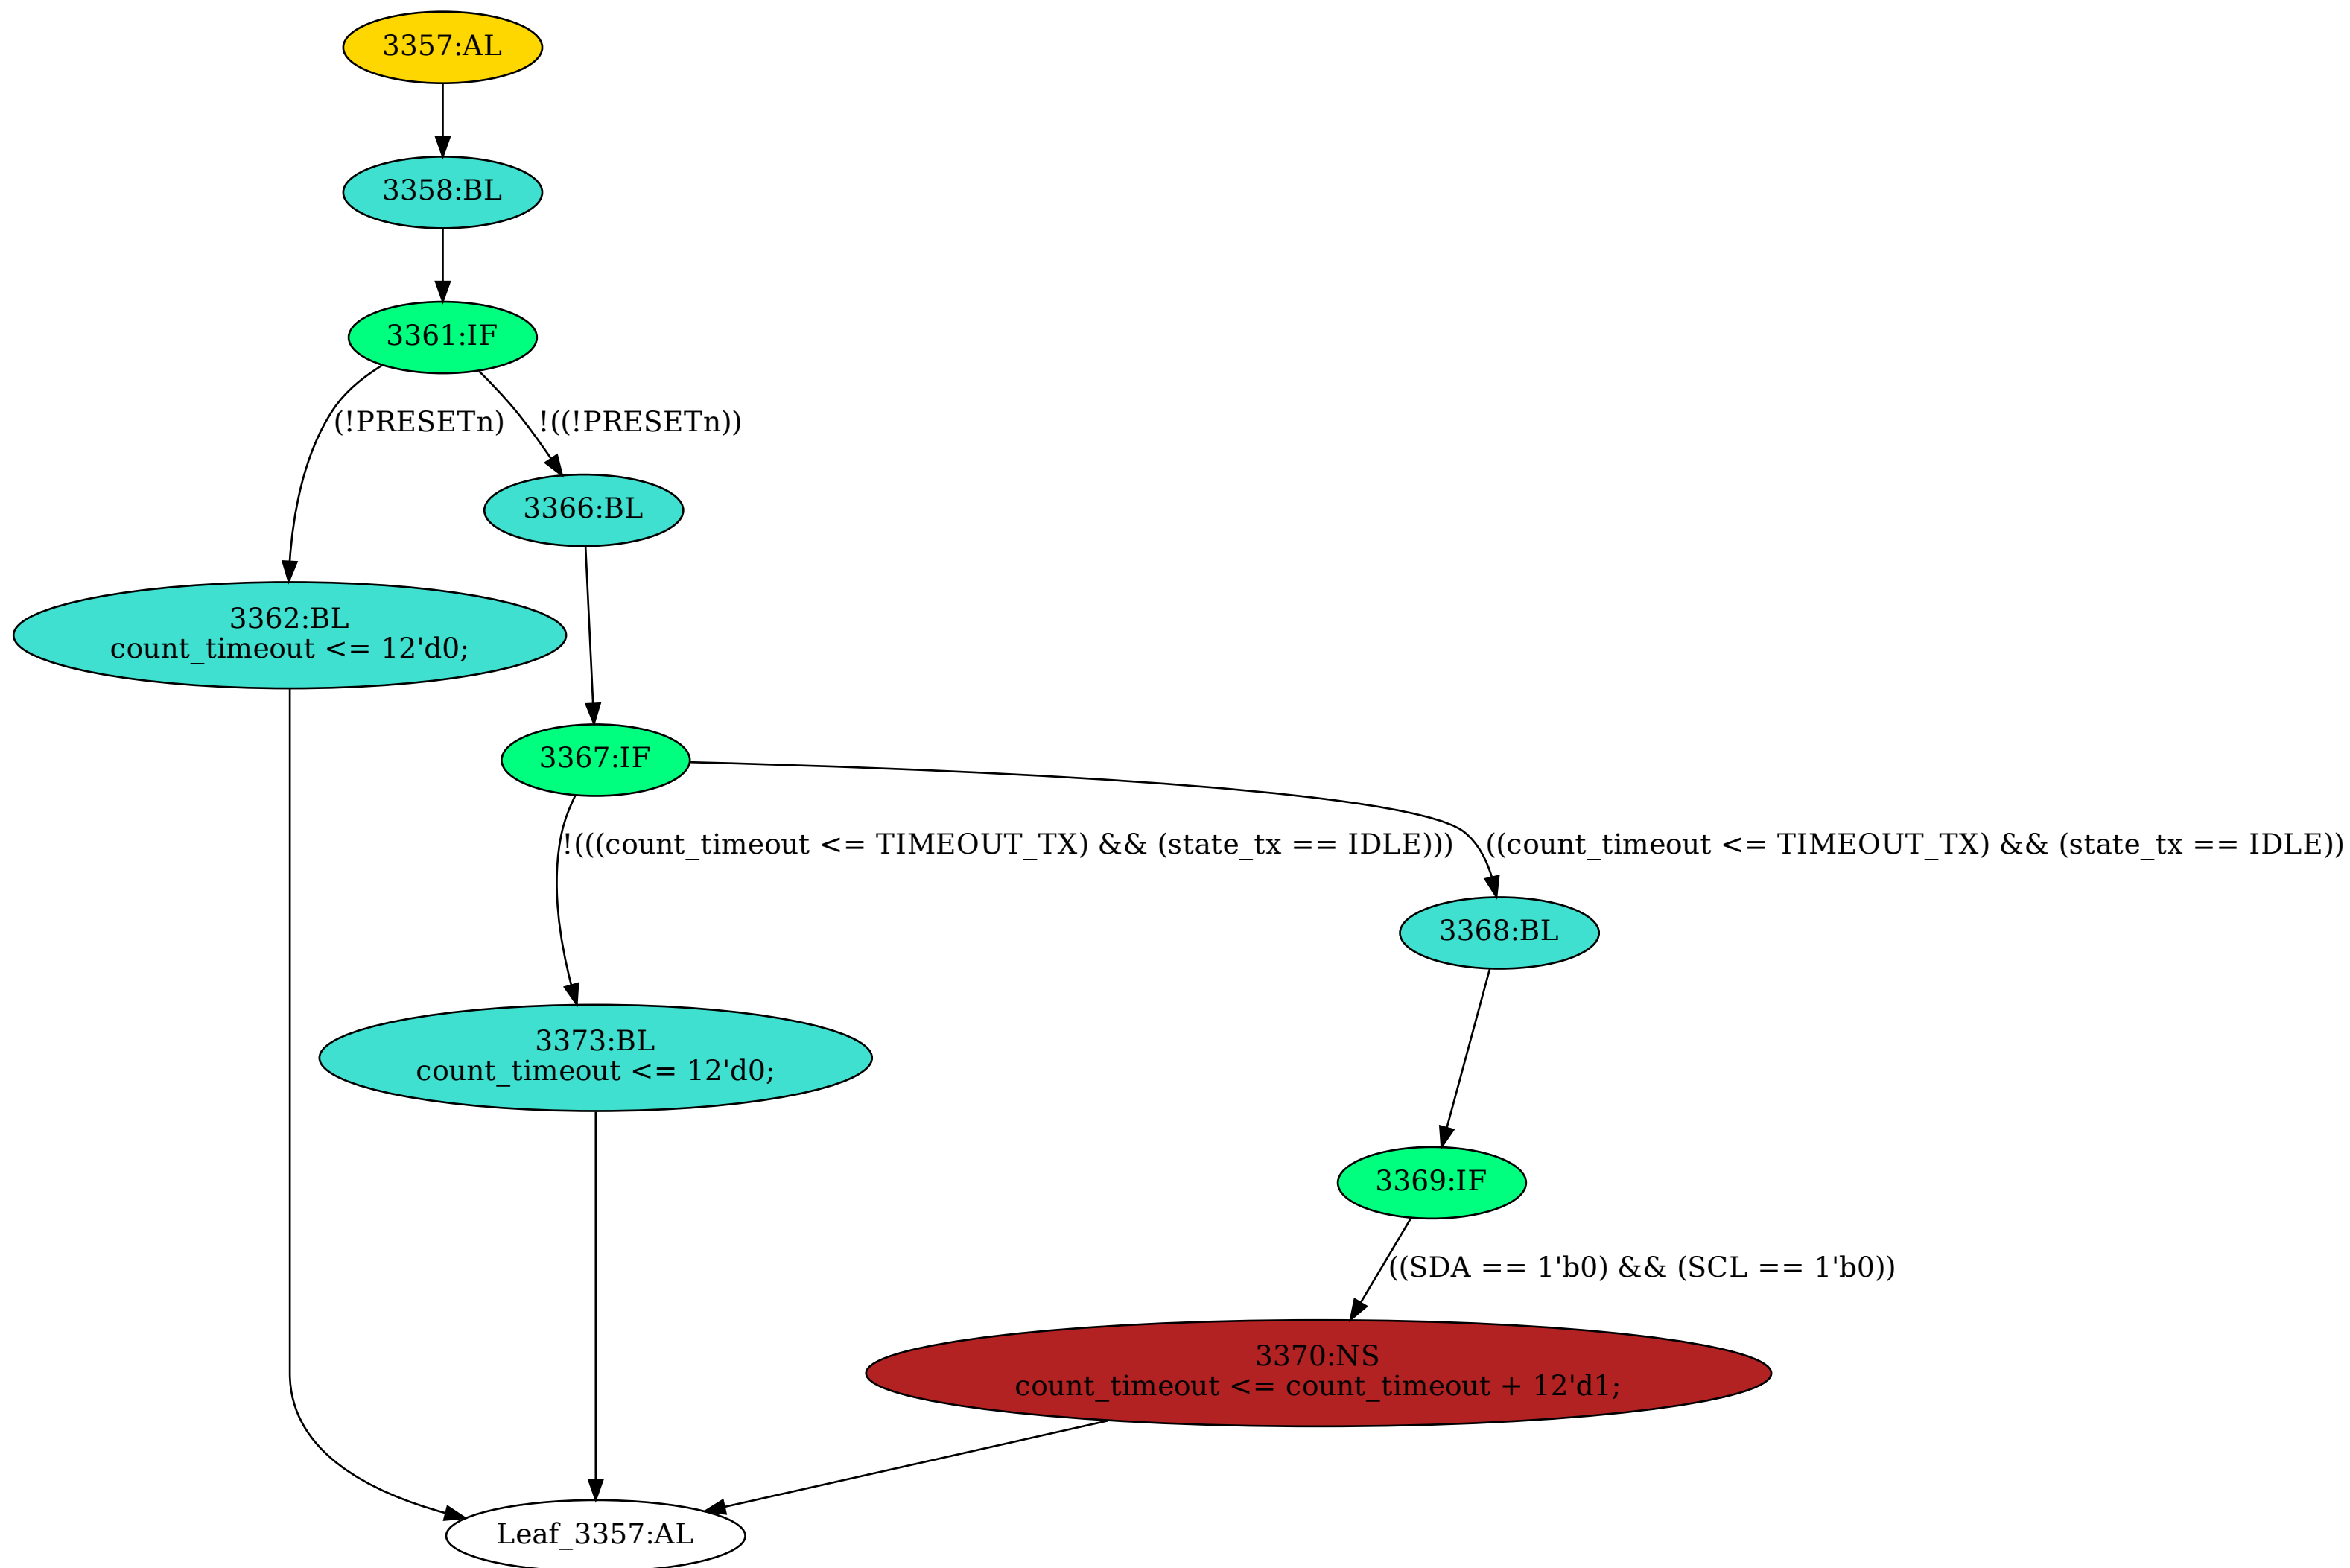 3357:AL
3358:BL
3361:IF
(!PRESETn)
!((!PRESETn))
3366:BL
3362:BL
count_timeout <= 12'd0;
3367:IF
!(((count_timeout <= TIMEOUT_TX) && (state_tx == IDLE)))
((count_timeout <= TIMEOUT_TX) && (state_tx == IDLE))
3368:BL
3373:BL
count_timeout <= 12'd0;
3369:IF
((SDA == 1'b0) && (SCL == 1'b0))
3370:NS
count_timeout <= count_timeout + 12'd1;
Leaf_3357:AL